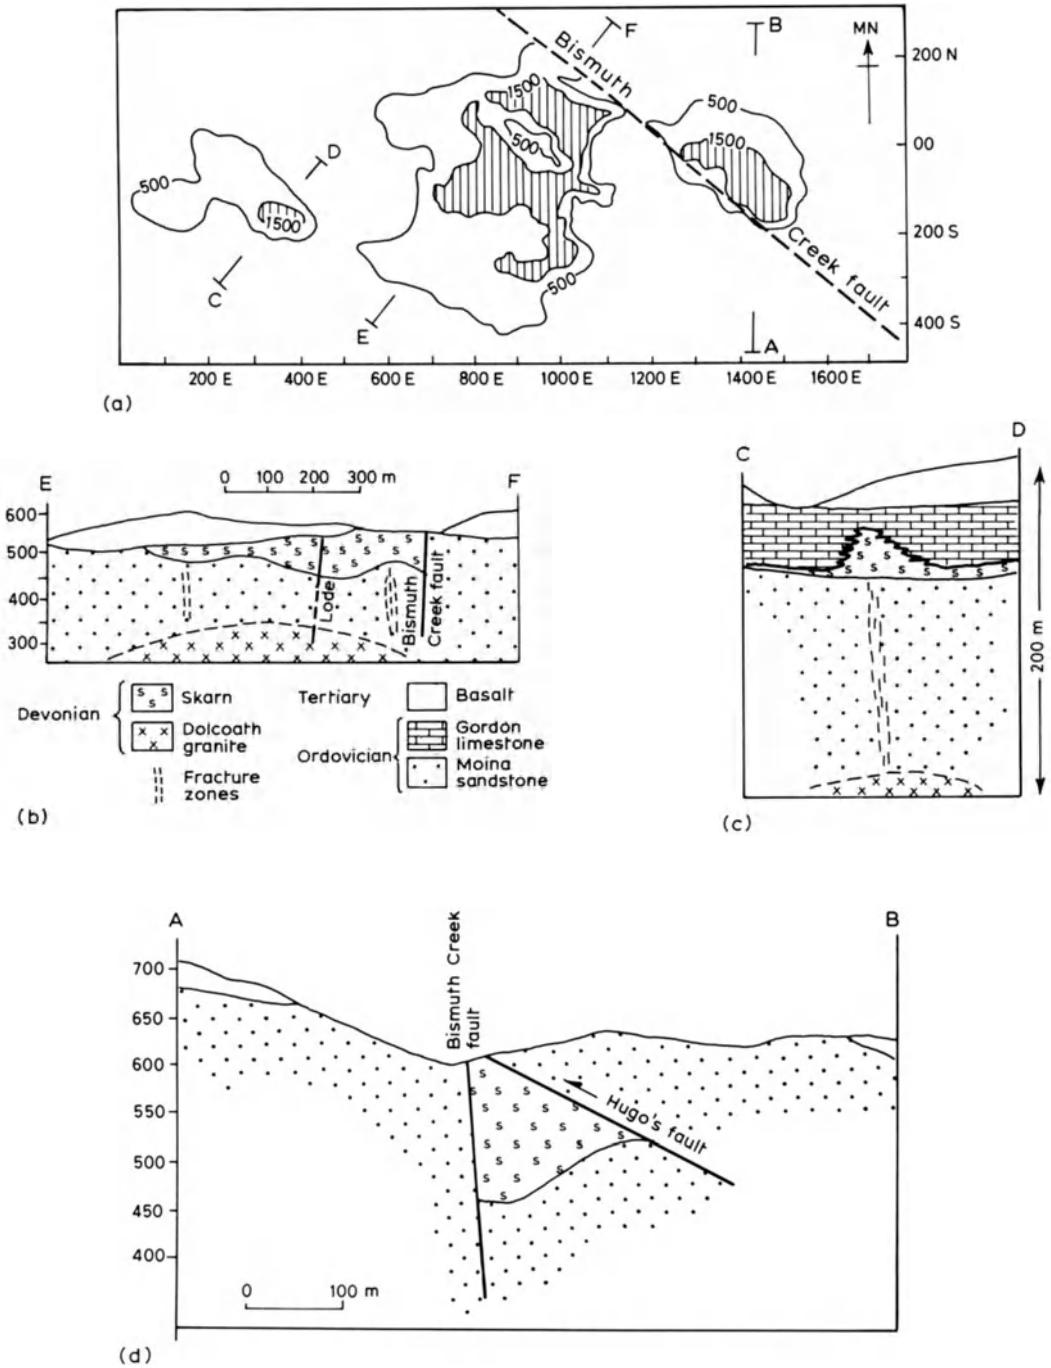 F
B
MN
Bismuth
200 N
1500
500
500
1500
00
D
500
500
1500
200 S
Creek fault
C
500
E
400 S
A
200 E
400 E
600 E
800 E
1000 E
1200 E
1400 E
1600 E
(a)
E
0 100 200 300 m
F
600
500
400
300
Lode
Bismuth
Creek fault
Devonian
Skarn
Dolcoath
granite
Fracture
zones
Tertiary
Basalt
Ordovician
Gordon
limestone
Moina
sandstone
(b)
C
D
200 m
(c)
A
Bismuth Creek
fault
B
700
650
600
550
500
450
400
Hugo's fault
0 100 m
(d)